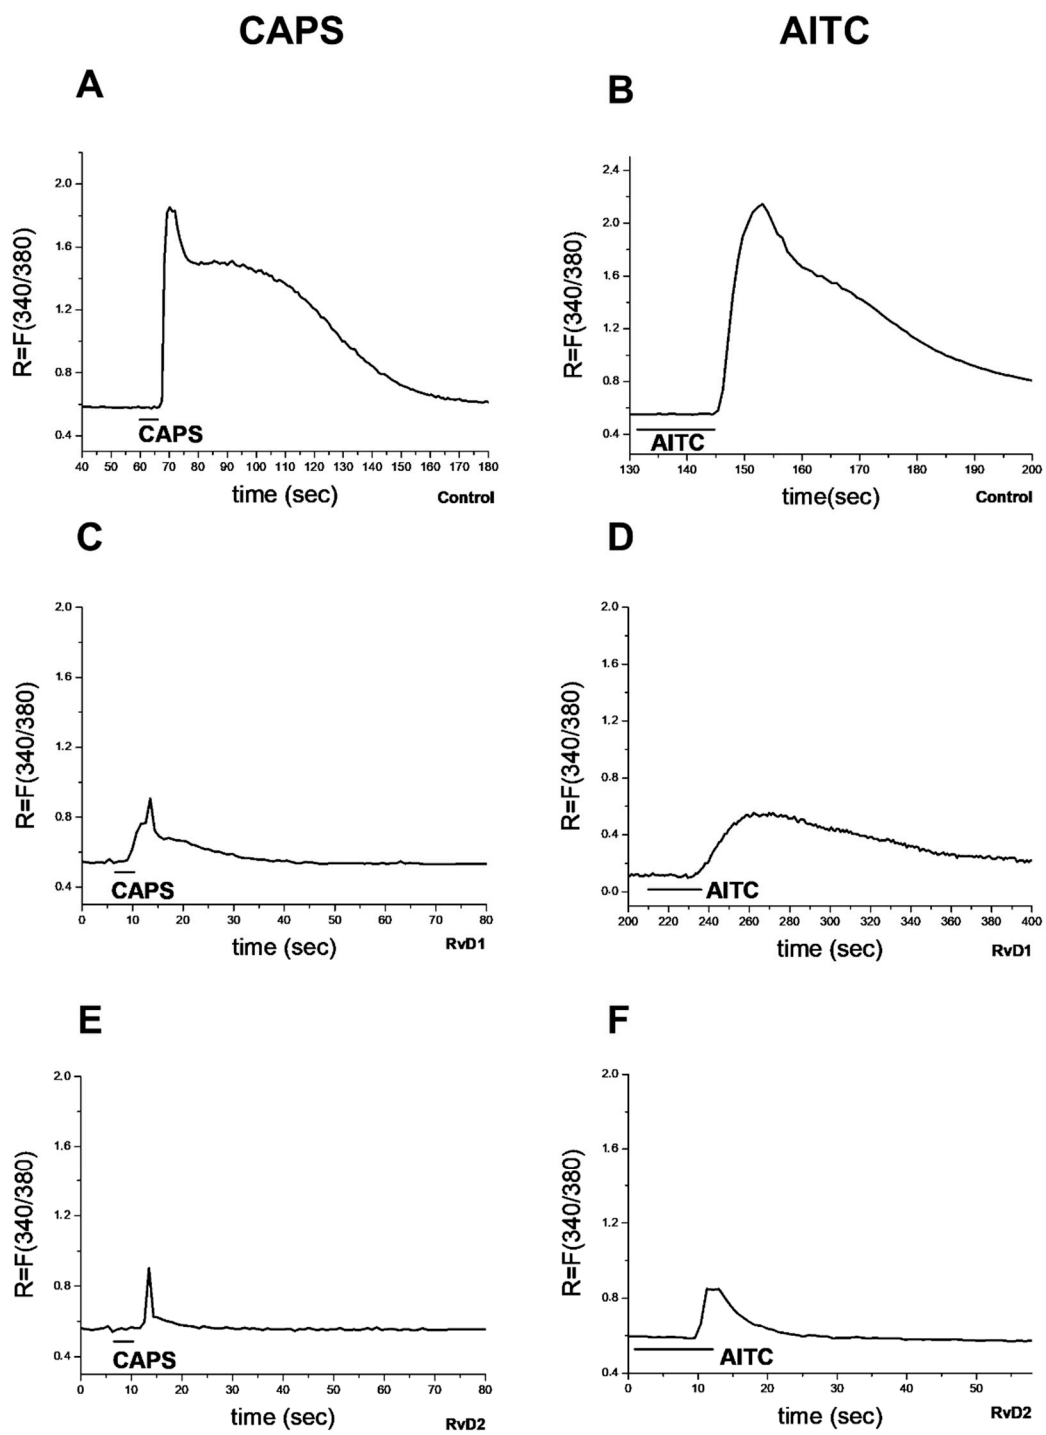 CAPS
AITC
A
B
R=F(340/380)
2.0
1.6
1.2
0.8
0.4
CAPS
40 50 60 70 80 90 100 110 120 130 140 150 160 170 180
time (sec)
Control
R=F(340/380)
2.4
2.0
1.6
1.2
0.8
0.4
AITC
130 140 150 160 170 180 190 200
time(sec)
Control
C
D
R=F(340/380)
2.0
1.6
1.2
0.8
0.4
CAPS
0 10 20 30 40 50 60 70 80
time (sec)
RvD1
R=F(340/380)
2.0
1.6
1.2
0.8
0.4
0.0
AITC
200 220 240 260 280 300 320 340 360 380 400
time (sec)
RvD1
E
F
R=F(340/380)
2.0
1.6
1.2
0.8
0.4
CAPS
0 10 20 30 40 50 60 70 80
time (sec)
RvD2
R=F(340/380)
2.0
1.6
1.2
0.8
0.4
AITC
0 10 20 30 40 50
time (sec)
RvD2